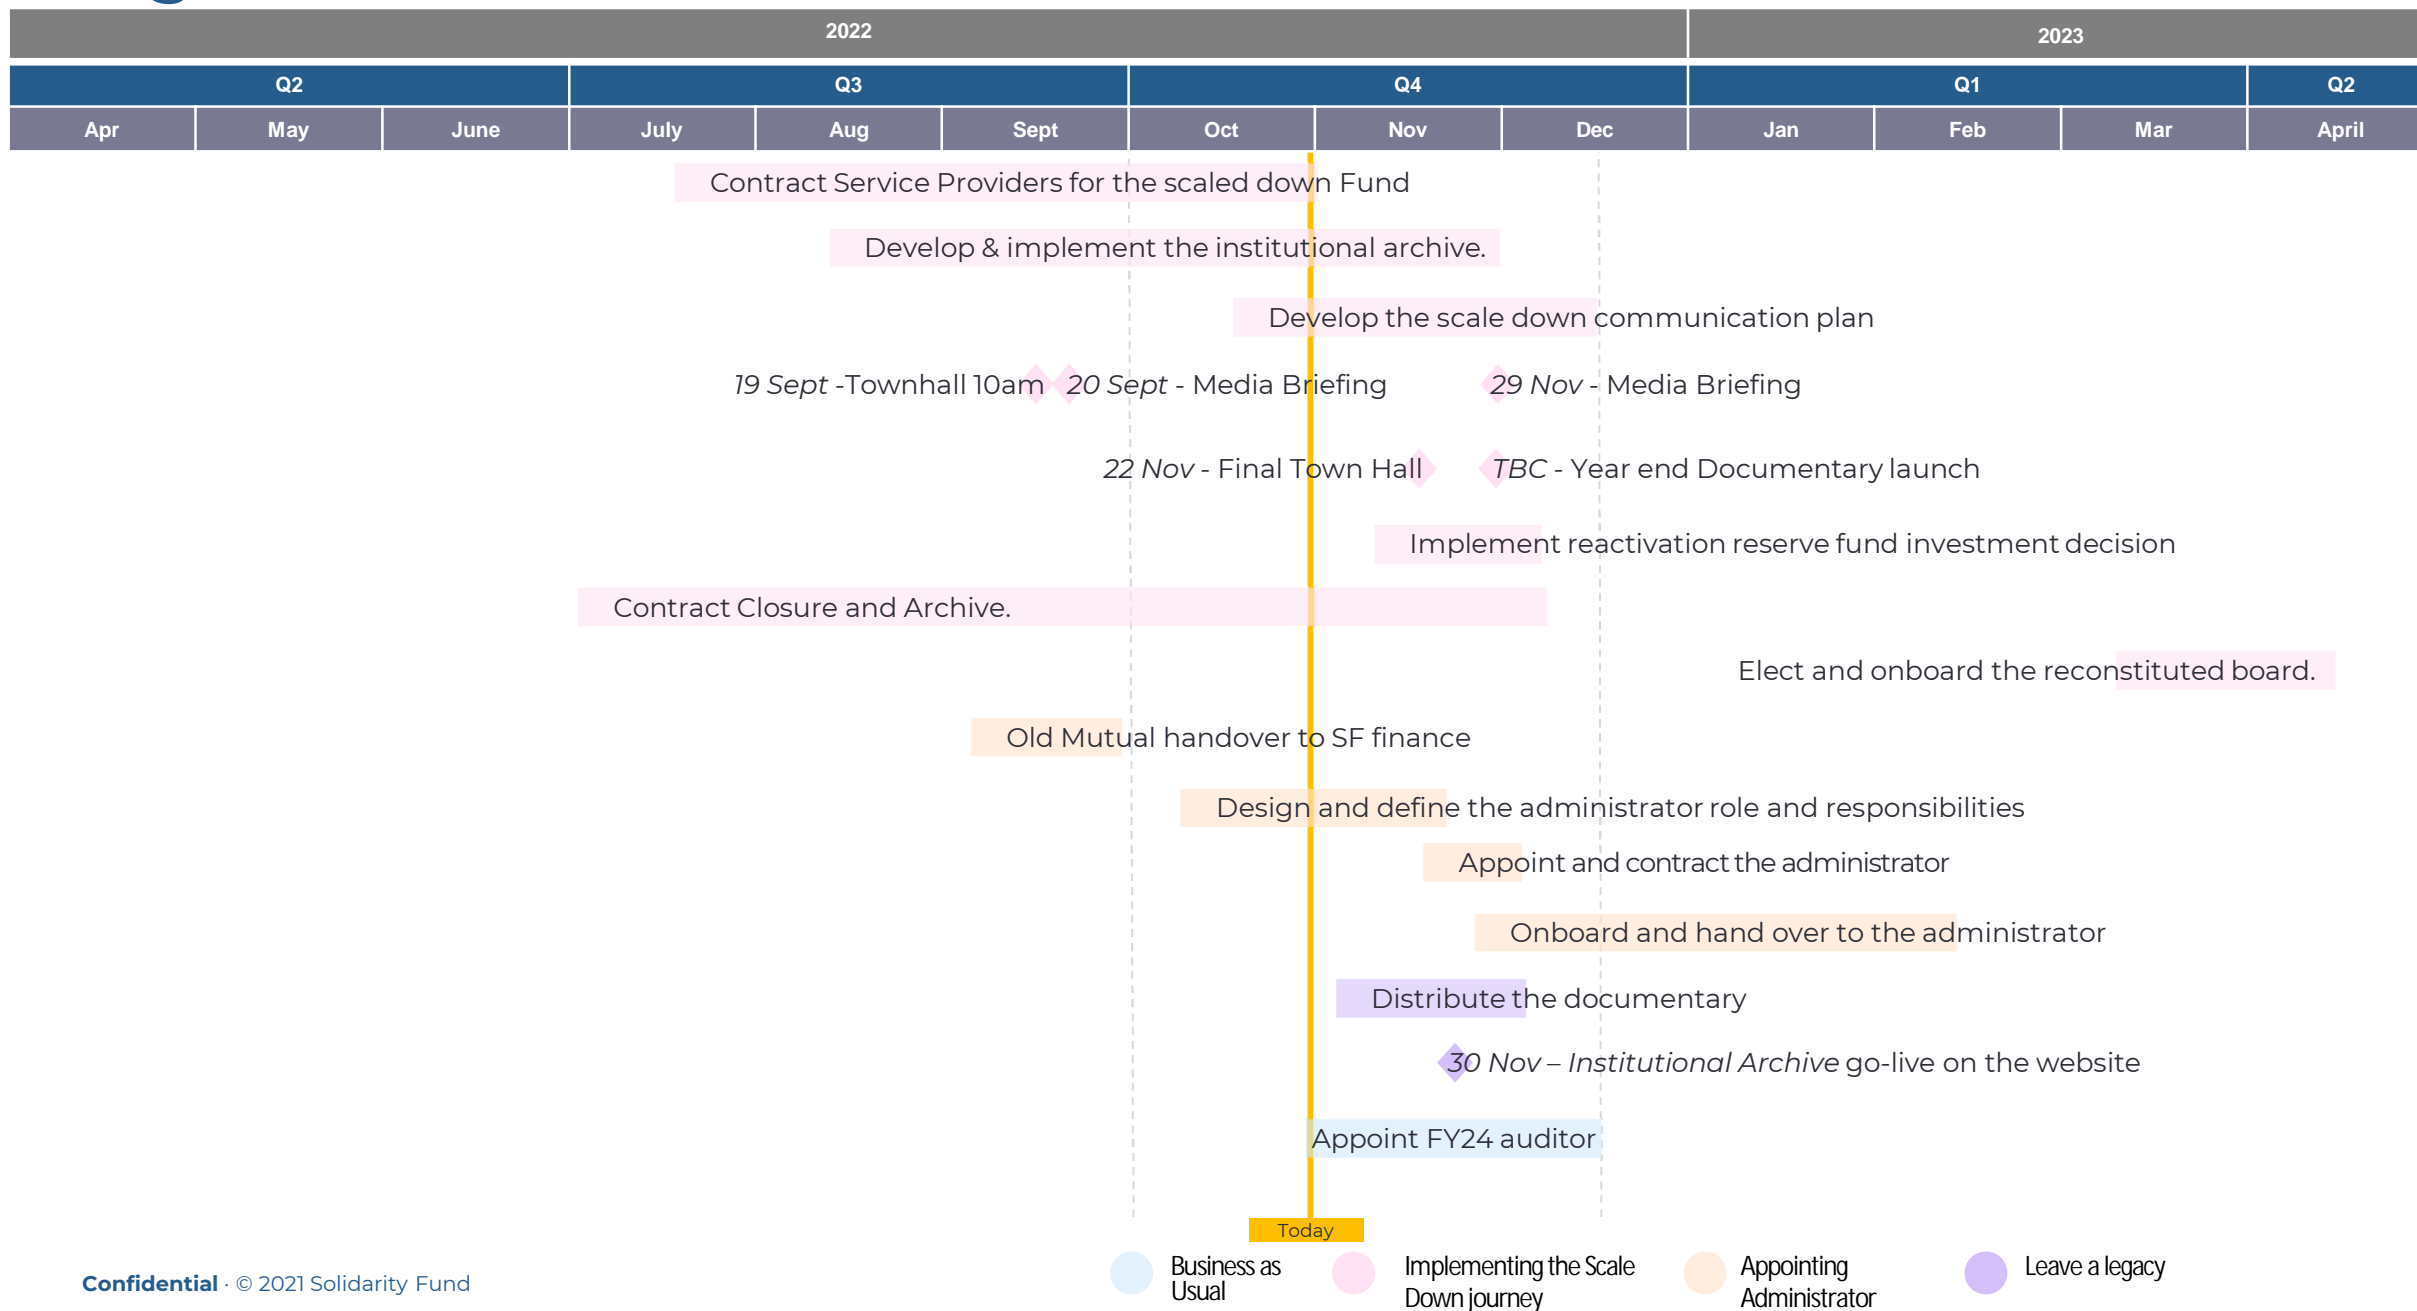 2022
2023
Q2
Q3
Q4
Q1
Q2
Apr
May
June
July
Aug
Sept
Oct
Nov
Dec
Jan
Feb
Mar
April
Contract Service Providers for the scaled down Fund
Develop & implement the institutional archive.
Develop the scale down communication plan
19 Sept -Townhall 10am
20 Sept - Media Briefing
29 Nov - Media Briefing
22 Nov - Final Town Hall
TBC - Year end Documentary launch
Implement reactivation reserve fund investment decision
Contract Closure and Archive.
Elect and onboard the reconstituted board.
Old Mutual handover to SF finance
Design and define the administrator role and responsibilities
Appoint and contract the administrator
Onboard and hand over to the administrator
Distribute the documentary
30 Nov – Institutional Archive go-live on the website
Appoint FY24 auditor
Today
Business as
Usual
Implementing the Scale
Down journey
Appointing
Administrator
Leave a legacy
Confidential · © 2021 Solidarity Fund